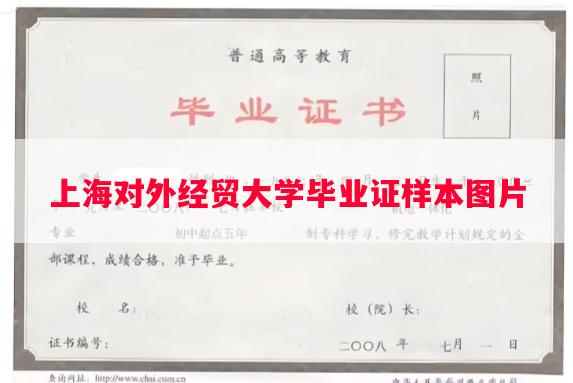 普通高等教育
照
片
毕业证书
上海对外经贸大学毕业证样本图片
专业 初中起点五年 制专科学习，修完教学计划规定的全
部课程，成绩合格，准予毕业。
校 名： 校（院）长：
证书编号： 二〇〇八 年 七月 一 日
查询网址：http://www.chsi.com.cn